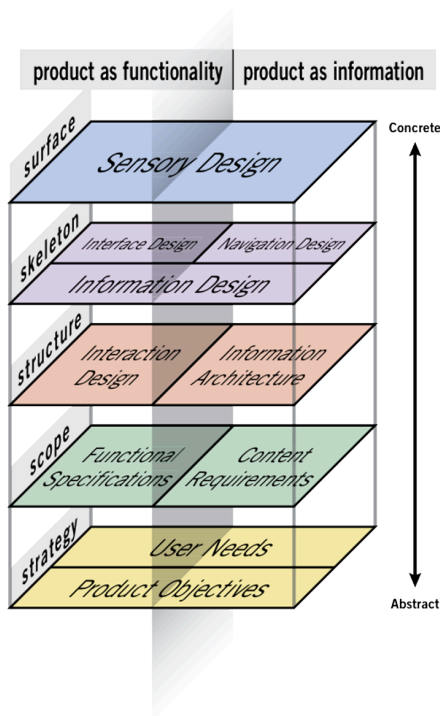 product as functionality
product as information
Concrete
surface
Sensory Design
skeleton
Interface Design
Navigation Design
Information Design
structure
Interaction
Design
Information
Architecture
scope
Functional
Specifications
Content
Requirements
strategy
User Needs
Product Objectives
Abstract